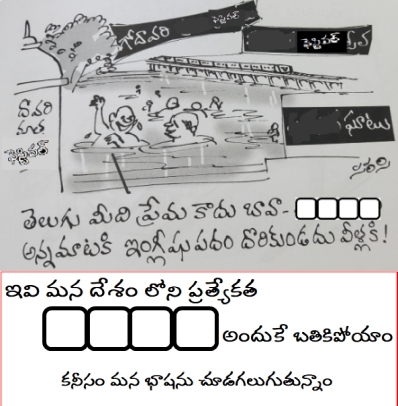 ఫెస్టివల్
గోదావరి
ఫెస్టివల్
దావరి
మాత
ఫెస్టివల్
ఘాటు
తెలుగు మీది ప్రేమ కాదు బావా-
అన్నమాటకి ఇంగ్లీషుపదం దొరికుండదు వీళ్లకి!
ఇవి మన దేశం లోని ప్రత్యేకత
అందుకే బతికిపోయాం
కనీసం మన భాషను చూడగలుగుతున్నాం